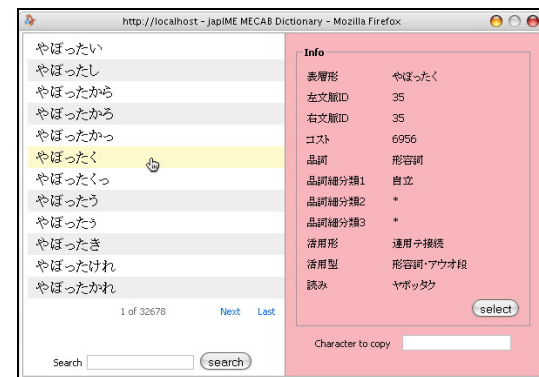 http://localhost - japIME MECAB Dictionary - Mozilla Firefox
やぼったい
やぼったし
やぼったから
やぼったかろ
やぼったかっ
やぼったく
やぼったくっ
やぼったう
やぼったぅ
やぼったき
やぼったけれ
やぼったかれ
1 of 32678 Next Last
Search search
Info
表層形 やぼったく
左文脈ID 35
右文脈ID 35
コスト 6956
品詞 形容詞
品詞細分類1 自立
品詞細分類2 *
品詞細分類3 *
活用形 連用テ接続
活用型 形容詞・アウオ段
読み ヤボッタク
select
Character to copy